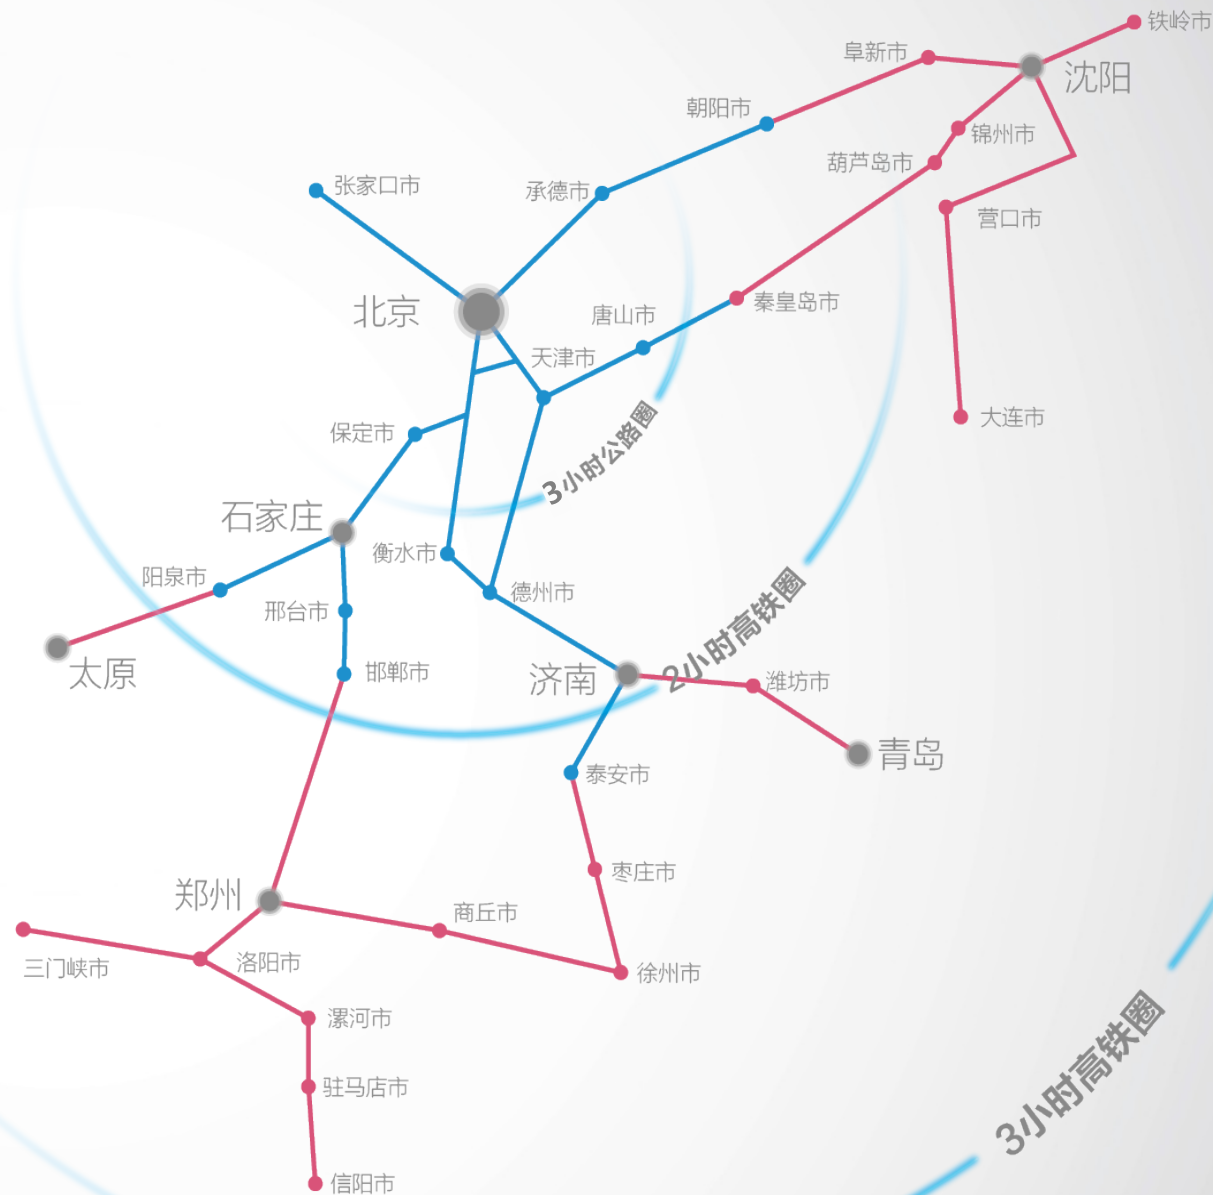 铁岭市
阜新市
沈阳
朝阳市
锦州市
葫芦岛市
张家口市
承德市
营口市
北京
秦皇岛市
唐山市
天津市
大连市
保定市
3小时公路圈
石家庄
衡水市
阳泉市
德州市
邢台市
2小时高铁圈
太原
邯郸市
济南
潍坊市
青岛
泰安市
枣庄市
郑州
商丘市
三门峡市
洛阳市
徐州市
漯河市
3小时高铁圈
驻马店市
信阳市